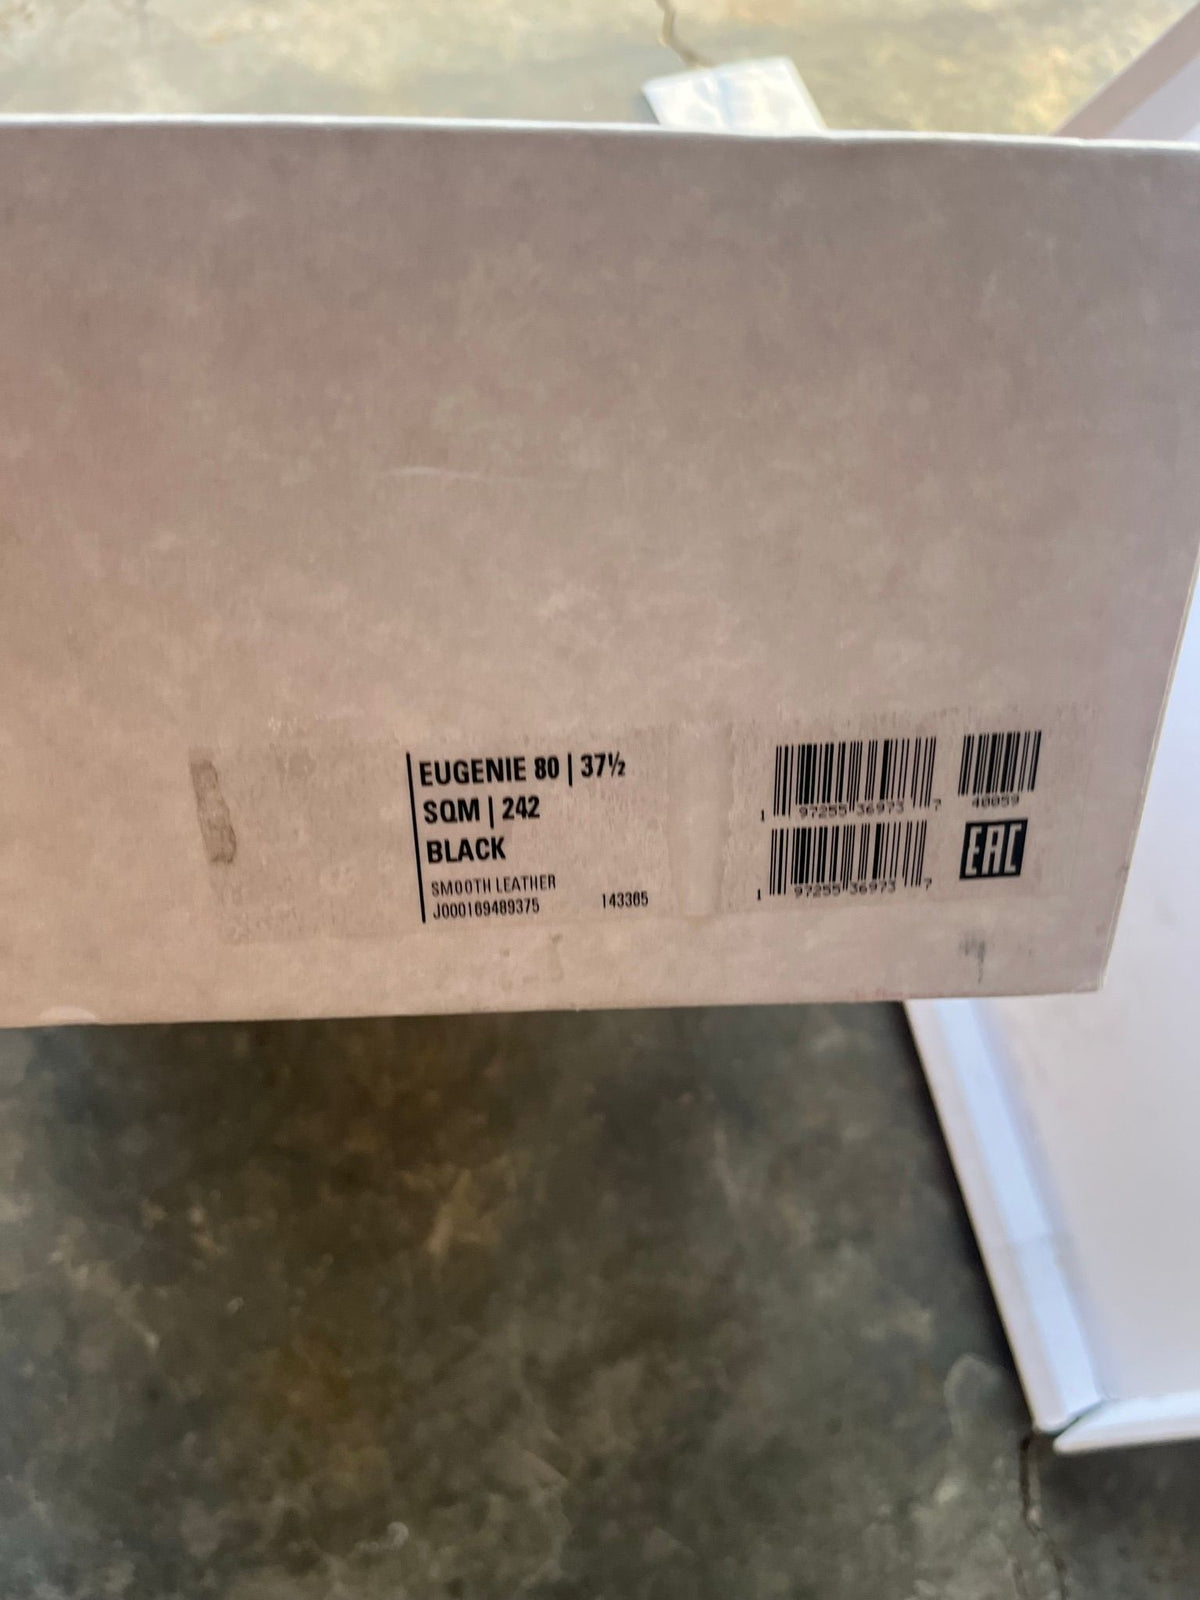 EUGENIE 80 | 37½
SQM | 242
BLACK
SMOOTH LEATHER
J000169489375 143365
1 97255 36973 7
40059
1 97255 36973 7
EAC